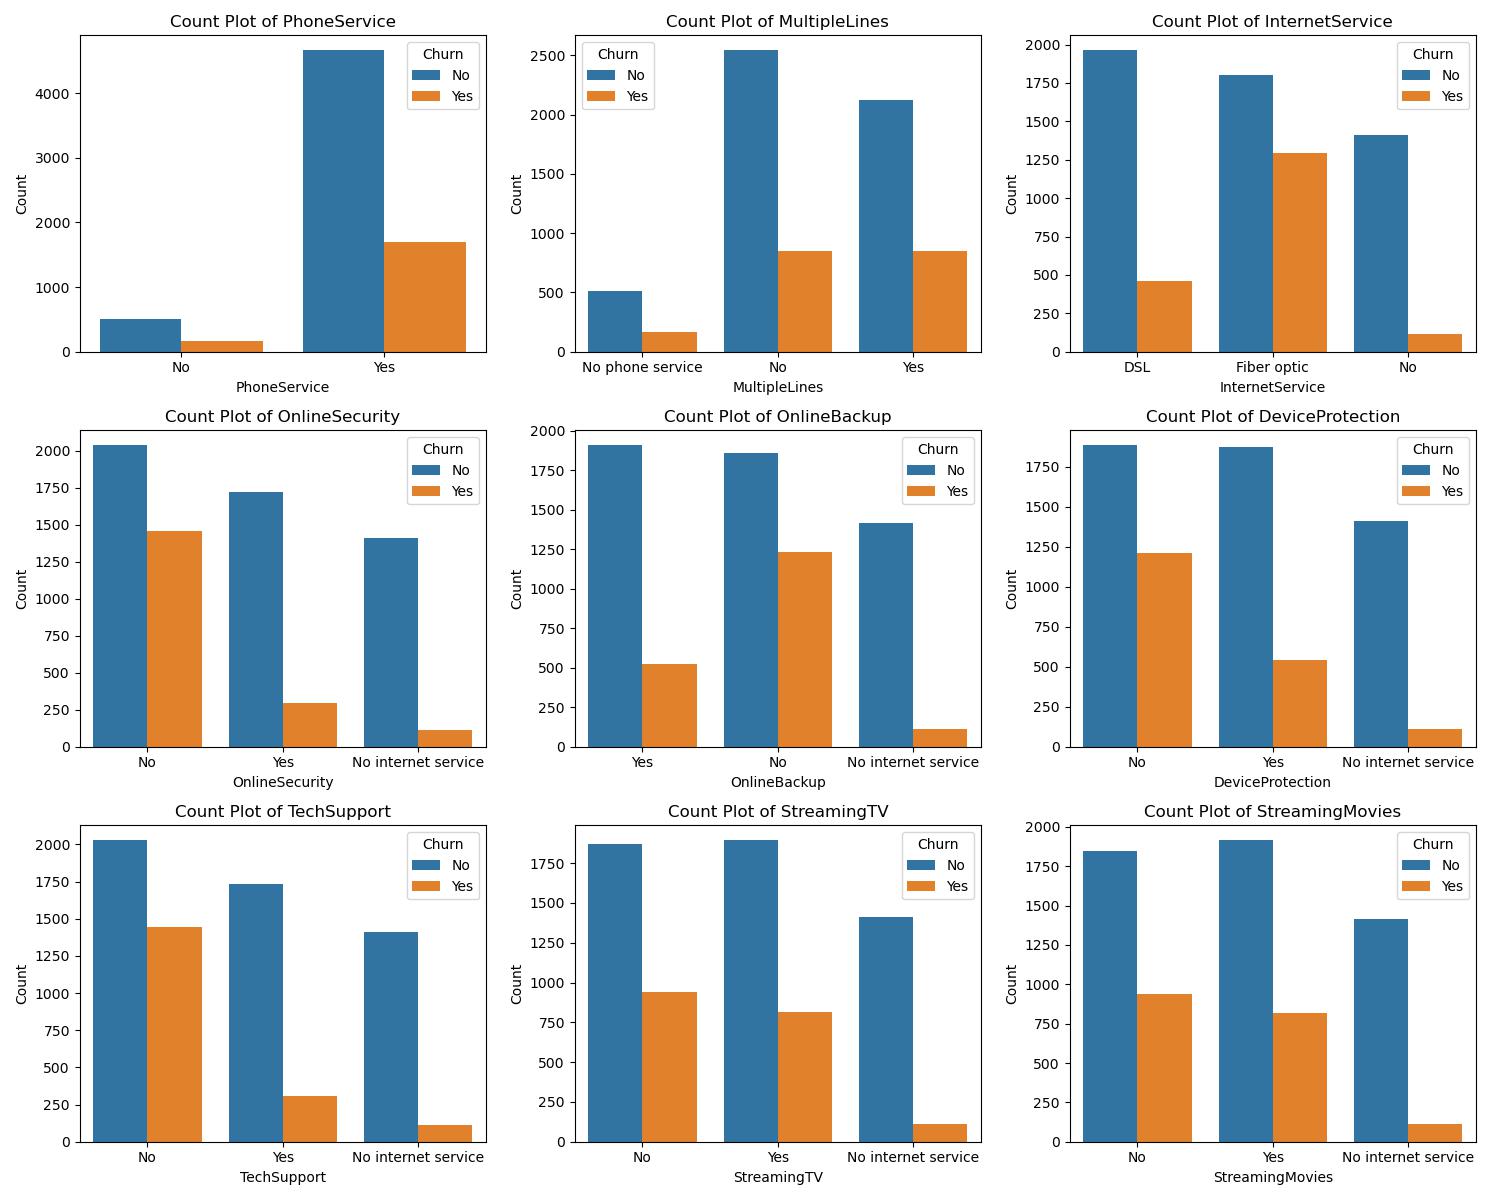 Count Plot of PhoneService
Churn
No
Yes
4000
3000
2000
1000
0
Count
No Yes
PhoneService
Count Plot of MultipleLines
Churn
No
Yes
2500
2000
1500
1000
500
0
Count
No phone service No Yes
MultipleLines
Count Plot of InternetService
Churn
No
Yes
2000
1750
1500
1250
1000
750
500
250
0
Count
DSL Fiber optic No
InternetService
Count Plot of OnlineSecurity
Churn
No
Yes
2000
1750
1500
1250
1000
750
500
250
0
Count
No Yes No internet service
OnlineSecurity
Count Plot of OnlineBackup
Churn
No
Yes
2000
1750
1500
1250
1000
750
500
250
0
Count
Yes No No internet service
OnlineBackup
Count Plot of DeviceProtection
Churn
No
Yes
1750
1500
1250
1000
750
500
250
0
Count
No Yes No internet service
DeviceProtection
Count Plot of TechSupport
Churn
No
Yes
2000
1750
1500
1250
1000
750
500
250
0
Count
No Yes No internet service
TechSupport
Count Plot of StreamingTV
Churn
No
Yes
1750
1500
1250
1000
750
500
250
0
Count
No Yes No internet service
StreamingTV
Count Plot of StreamingMovies
Churn
No
Yes
2000
1750
1500
1250
1000
750
500
250
0
Count
No Yes No internet service
StreamingMovies